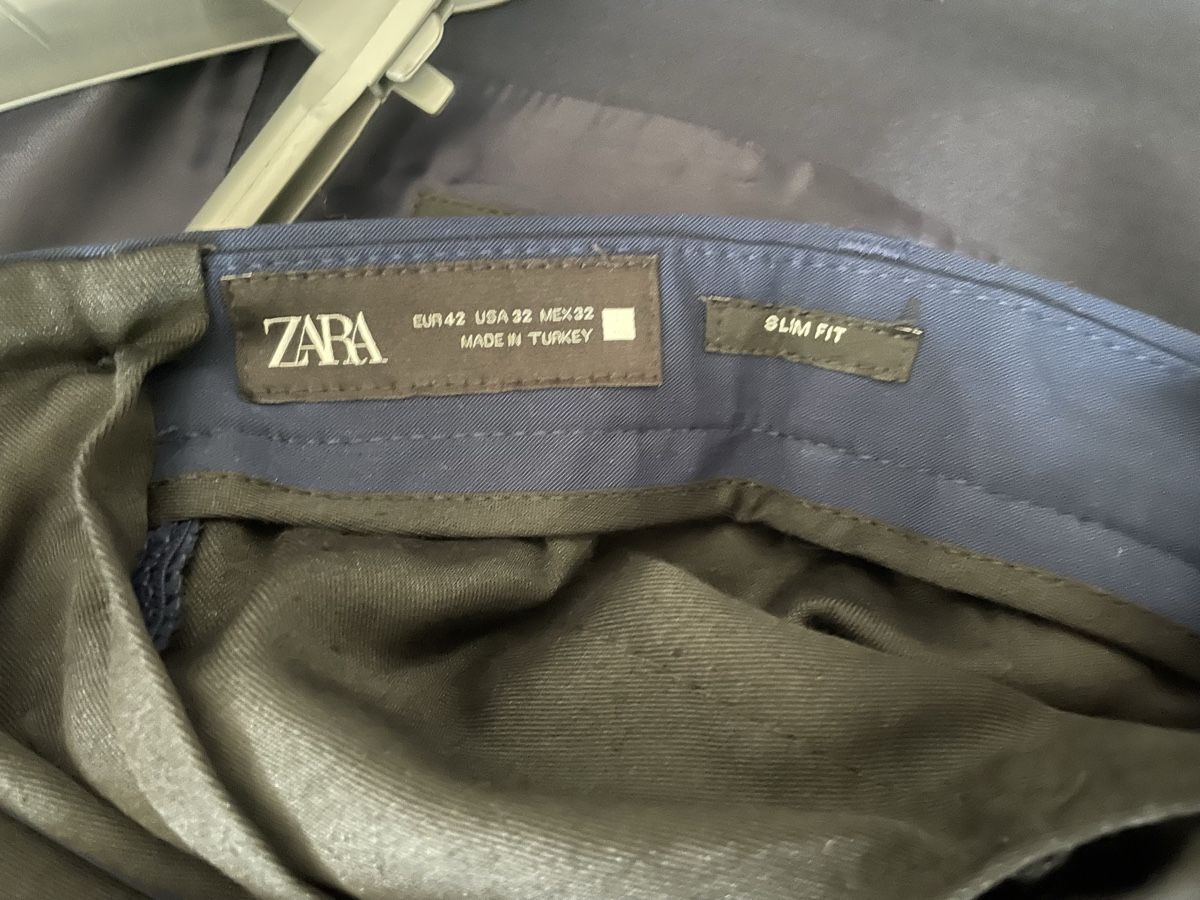 ZARA
EUR 42 USA 32 MEX 32
MADE IN TURKEY
SLIM FIT